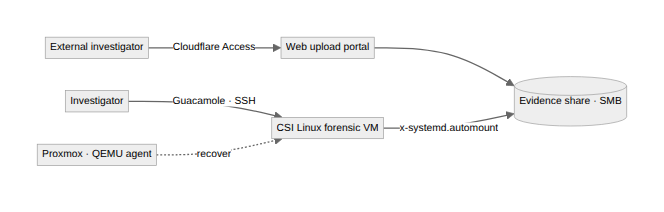 External investigator
Cloudflare Access
Web upload portal
Investigator
Guacamole · SSH
Evidence share · SMB
CSI Linux forensic VM
x-systemd.automount
Proxmox · QEMU agent
recover